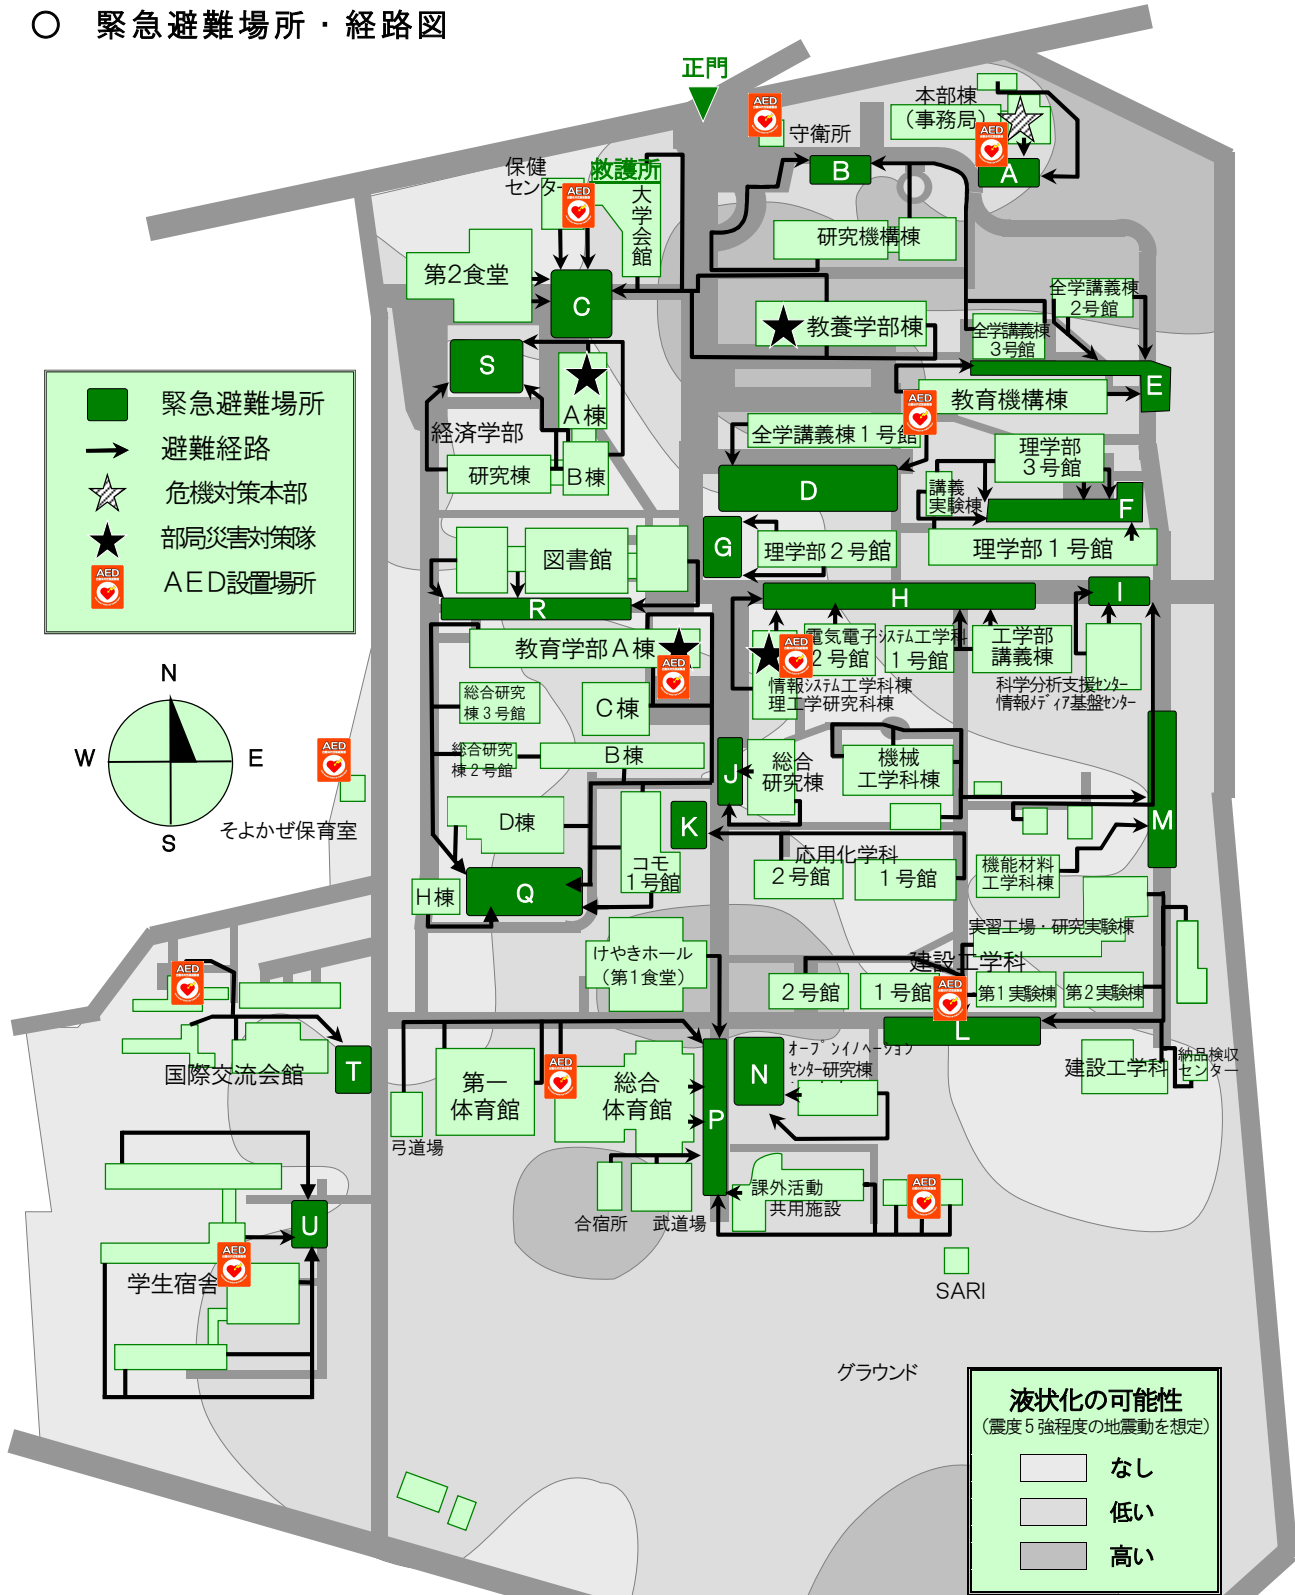 ○ 緊急避難場所・経路図
正門
AED
守衛所
本部棟
（事務局）
AED
A
B
保健
センター
救護所
AED
大学会館
研究機構棟
第2食堂
C
教養学部棟
全学講義棟
2号館
全学講義棟
3号館
S
A棟
E
教育機構棟
AED
経済学部
研究棟
B棟
全学講義棟1号館
理学部
3号館
D
講義
実験棟
F
G
理学部2号館
理学部1号館
図書館
R
H
I
緊急避難場所
避難経路
危機対策本部
部局災害対策隊
AED
AED設置場所
教育学部A棟
AED
AED
電気電子システム工学科
2号館
1号館
工学部
講義棟
情報システム工学科棟
理工学研究科棟
科学分析支援センター
情報メディア基盤センター
総合研究
棟3号館
C棟
総合研究
棟2号館
B棟
N
W
E
S
AED
そよかぜ保育室
J
総合
研究棟
機械
工学科棟
D棟
K
M
コモ
1号館
応用化学科
2号館
1号館
機能材料
工学科棟
H棟
Q
実習工場・研究実験棟
けやきホール
（第1食堂）
建設工学科
2号館
1号館
AED
第1実験棟
第2実験棟
AED
L
国際交流会館
T
第一
体育館
AED
総合
体育館
P
N
オープンイノベーション
センター研究棟
建設工学科
納品検収
センター
弓道場
合宿所
武道場
課外活動
共用施設
AED
U
AED
学生宿舎
SARI
グラウンド
液状化の可能性
（震度5強程度の地震動を想定）
なし
低い
高い